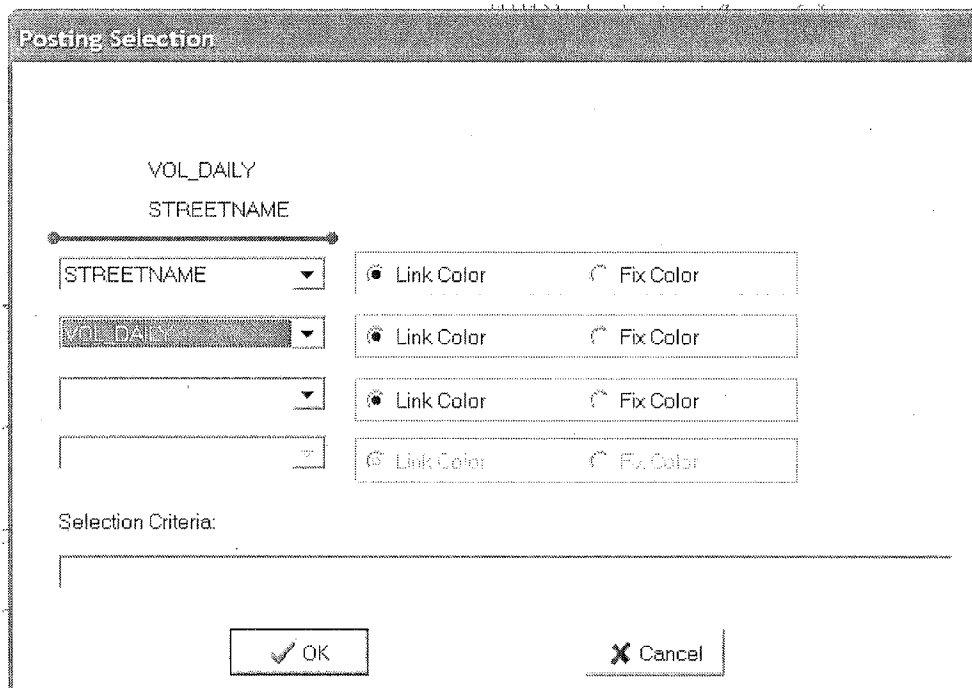 Posting Selection
VOL_DAILY
STREETNAME
STREETNAME Link Color Fix Color
VOL_DAILY Link Color Fix Color
Link Color Fix Color
Link Color Fix Color
Selection Criteria:
OK Cancel